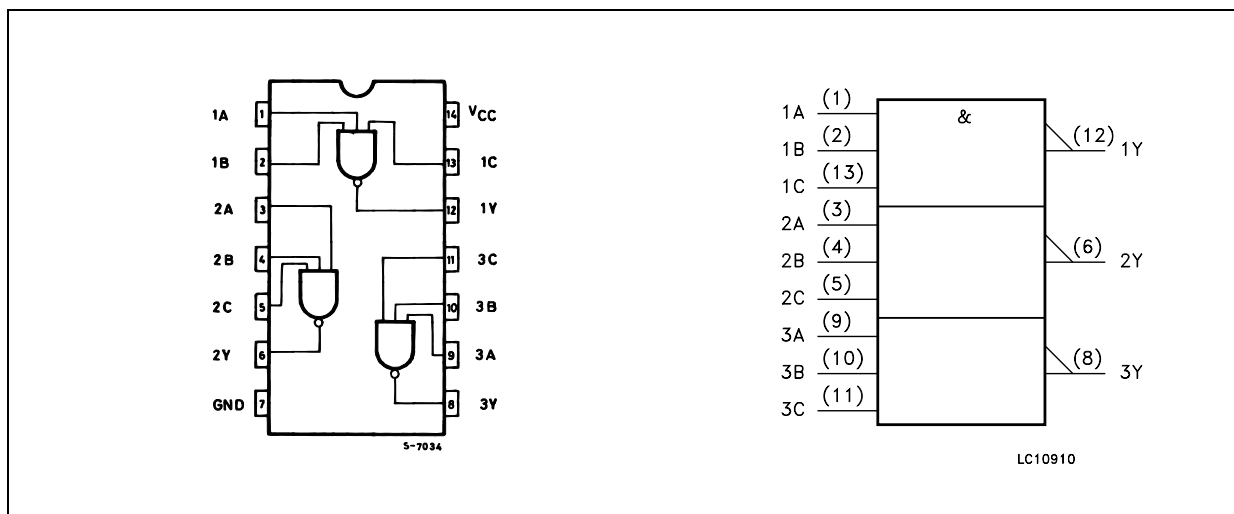 1A 1 14 VCC
1B 2 13 1C
2A 3 12 1Y
2B 4 11 3C
2C 5 10 3B
2Y 6 9 3A
GND 7 8 3Y
S-7034
&
1A (1)
1B (2)
1C (13)
2A (3)
2B (4)
2C (5)
3A (9)
3B (10)
3C (11)
(12) 1Y
(6) 2Y
(8) 3Y
LC10910